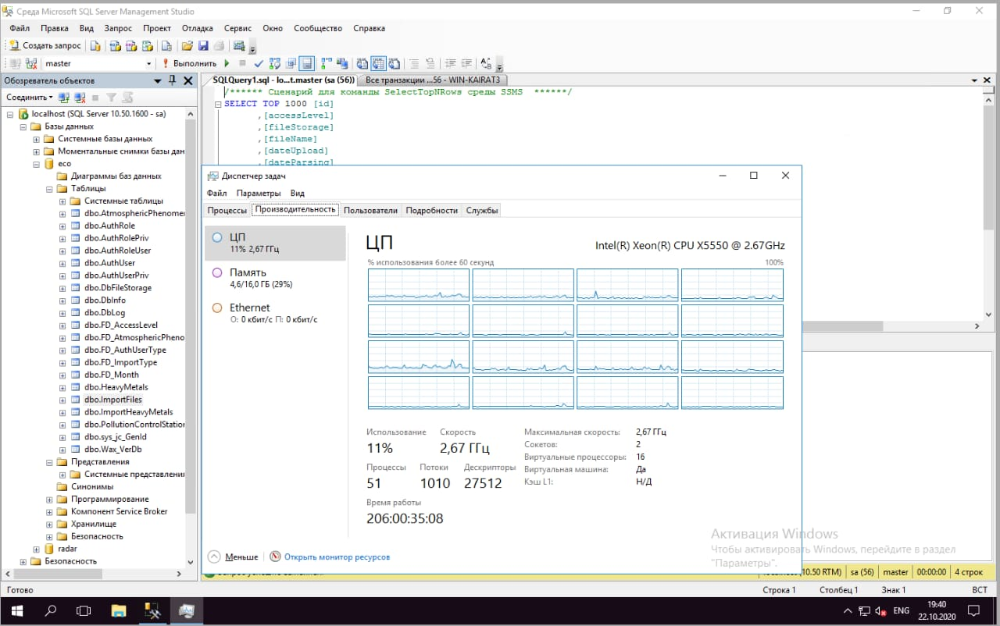 Среда Microsoft SQL Server Management Studio
Файл Правка Вид Запрос Проект Отладка Сервис Окно Сообщество Справка
Создать запрос
master Выполнить
Обозреватель объектов
SQLQuery1.sql - lo...t.master (sa (56)) Все транзакции ...56 - WIN-KAIRAT3
Соединить
/****** Сценарий для команды SelectTopNRows среды SSMS ******/
SELECT TOP 1000 [id]
,[accessLevel]
,[fileStorage]
,[fileName]
,[dateUpload]
,[dateParsing]
localhost (SQL Server 10.50.1600 - sa)
Базы данных
Системные базы данных
Моментальные снимки базы дан
eco
Диаграммы баз данных
Таблицы
Системные таблицы
dbo.AtmosphericPhenomer
dbo.AuthRole
dbo.AuthRolePriv
dbo.AuthRoleUser
dbo.AuthUser
dbo.AuthUserPriv
dbo.DbFileStorage
dbo.DbInfo
dbo.DbLog
dbo.FD_AccessLevel
dbo.FD_AtmosphericPheno
dbo.FD_AuthUserType
dbo.FD_ImportType
dbo.FD_Month
dbo.HeavyMetals
dbo.ImportFiles
dbo.ImportHeavyMetals
dbo.PollutionControlStation
dbo.sys_jc_GenId
dbo.Wax_VerDb
Представления
Системные представлени
Синонимы
Программирование
Компонент Service Broker
Хранилище
Безопасность
radar
Безопасность
Диспетчер задач
Файл Параметры Вид
Процессы Производительность Пользователи Подробности Службы
ЦП
11% 2,67 ГГц
Память
4,6/16,0 ГБ (29%)
Ethernet
О: 0 кбит/с П: 0 кбит/с
ЦП Intel(R) Xeon(R) CPU X5550 @ 2.67GHz
% использования более 60 секунд 100%
Использование Скорость
11% 2,67 ГГц
Процессы Потоки Дескрипторы
51 1010 27512
Время работы
206:00:35:08
Максимальная скорость: 2,67 ГГц
Сокетов: 2
Виртуальные процессоры: 16
Виртуальная машина: Да
Кэш L1: Н/Д
Меньше Открыть монитор ресурсов
Активация Windows
Чтобы активировать Windows, перейдите в раздел
"Параметры".
(10.50 RTM) sa (56) master 00:00:00 4 строк
Готово Строка 1 Столбец 1 Знак 1 ВСТ
ENG 19:40
22.10.2020